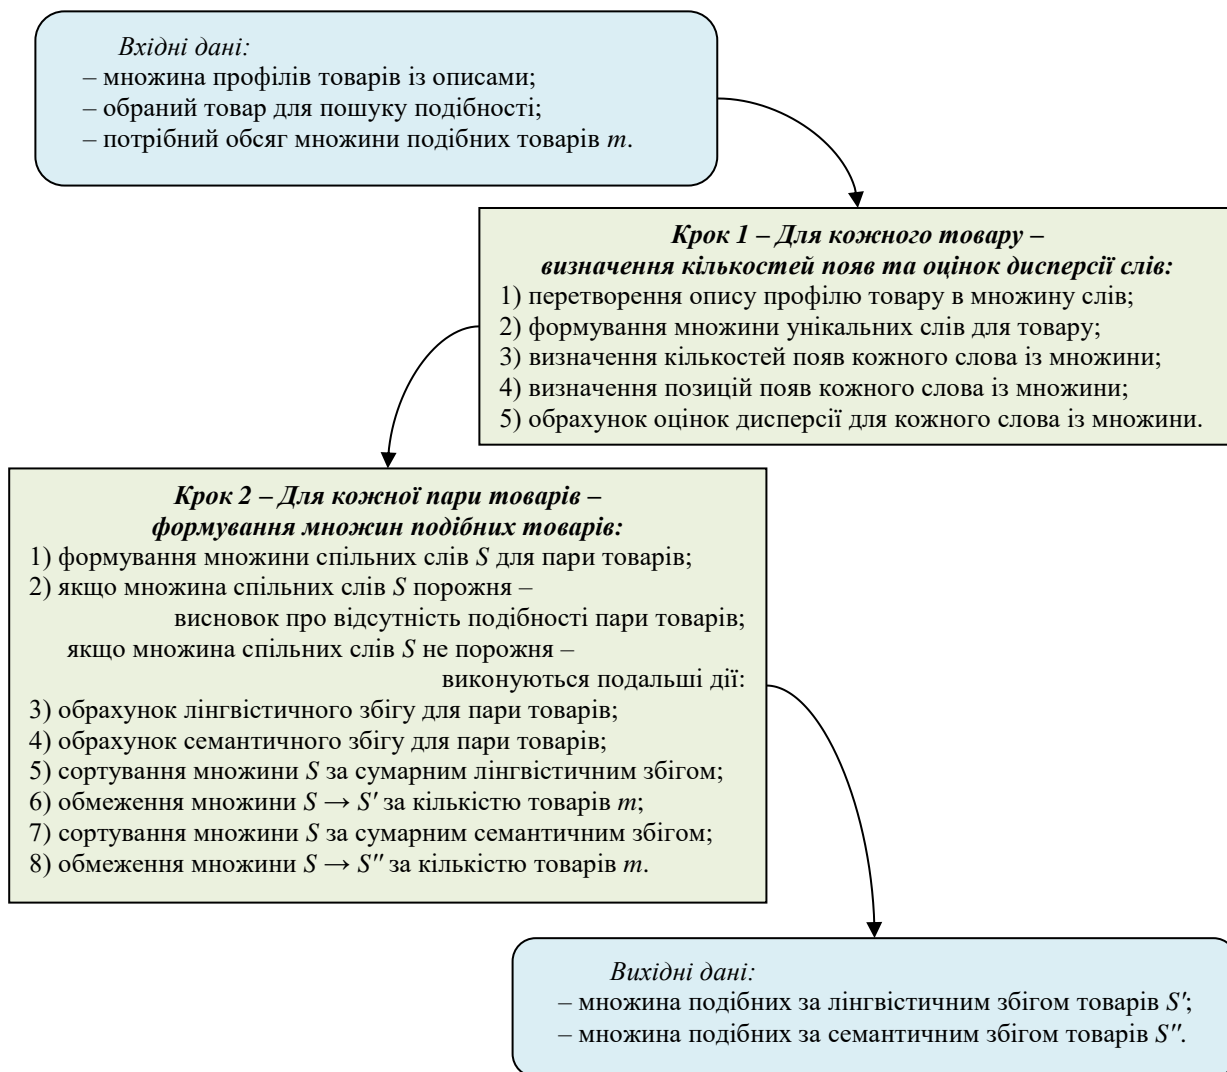 Вхідні дані:
– множина профілів товарів із описами;
– обраний товар для пошуку подібності;
– потрібний обсяг множини подібних товарів m.
Крок 1 – Для кожного товару –
визначення кількостей появ та оцінок дисперсії слів:
1) перетворення опису профілю товару в множину слів;
2) формування множини унікальних слів для товару;
3) визначення кількостей появ кожного слова із множини;
4) визначення позицій появ кожного слова із множини;
5) обрахунок оцінок дисперсії для кожного слова із множини.
Крок 2 – Для кожної пари товарів –
формування множин подібних товарів:
1) формування множини спільних слів S для пари товарів;
2) якщо множина спільних слів S порожня –
висновок про відсутність подібності пари товарів;
якщо множина спільних слів S не порожня –
виконуються подальші дії:
3) обрахунок лінгвістичного збігу для пари товарів;
4) обрахунок семантичного збігу для пари товарів;
5) сортування множини S за сумарним лінгвістичним збігом;
6) обмеження множини S → S' за кількістю товарів m;
7) сортування множини S за сумарним семантичним збігом;
8) обмеження множини S → S" за кількістю товарів m.
Вихідні дані:
– множина подібних за лінгвістичним збігом товарів S';
– множина подібних за семантичним збігом товарів S".